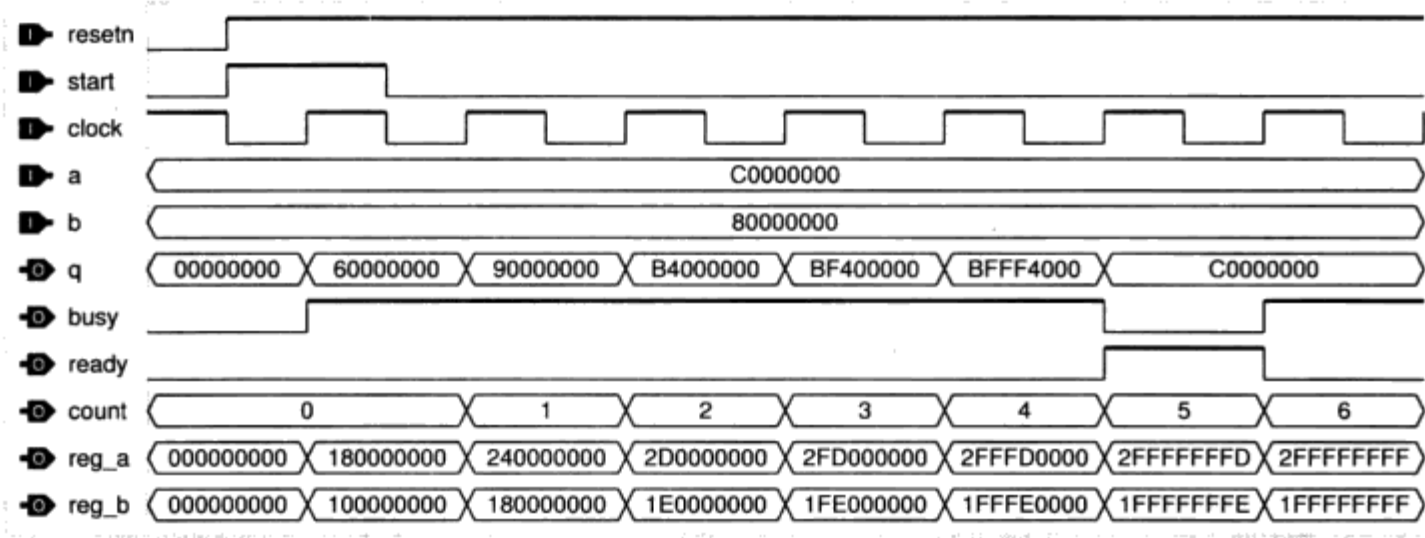 resetn
start
clock
a C0000000
b 80000000
q 00000000 60000000 90000000 B4000000 BF400000 BFFF4000 C0000000
busy
ready
count 0 1 2 3 4 5 6
reg_a 000000000 180000000 240000000 2D0000000 2FD000000 2FFFD0000 2FFFFFFFD 2FFFFFFFF
reg_b 000000000 100000000 180000000 1E0000000 1FE000000 1FFFE0000 1FFFFFFFE 1FFFFFFFF